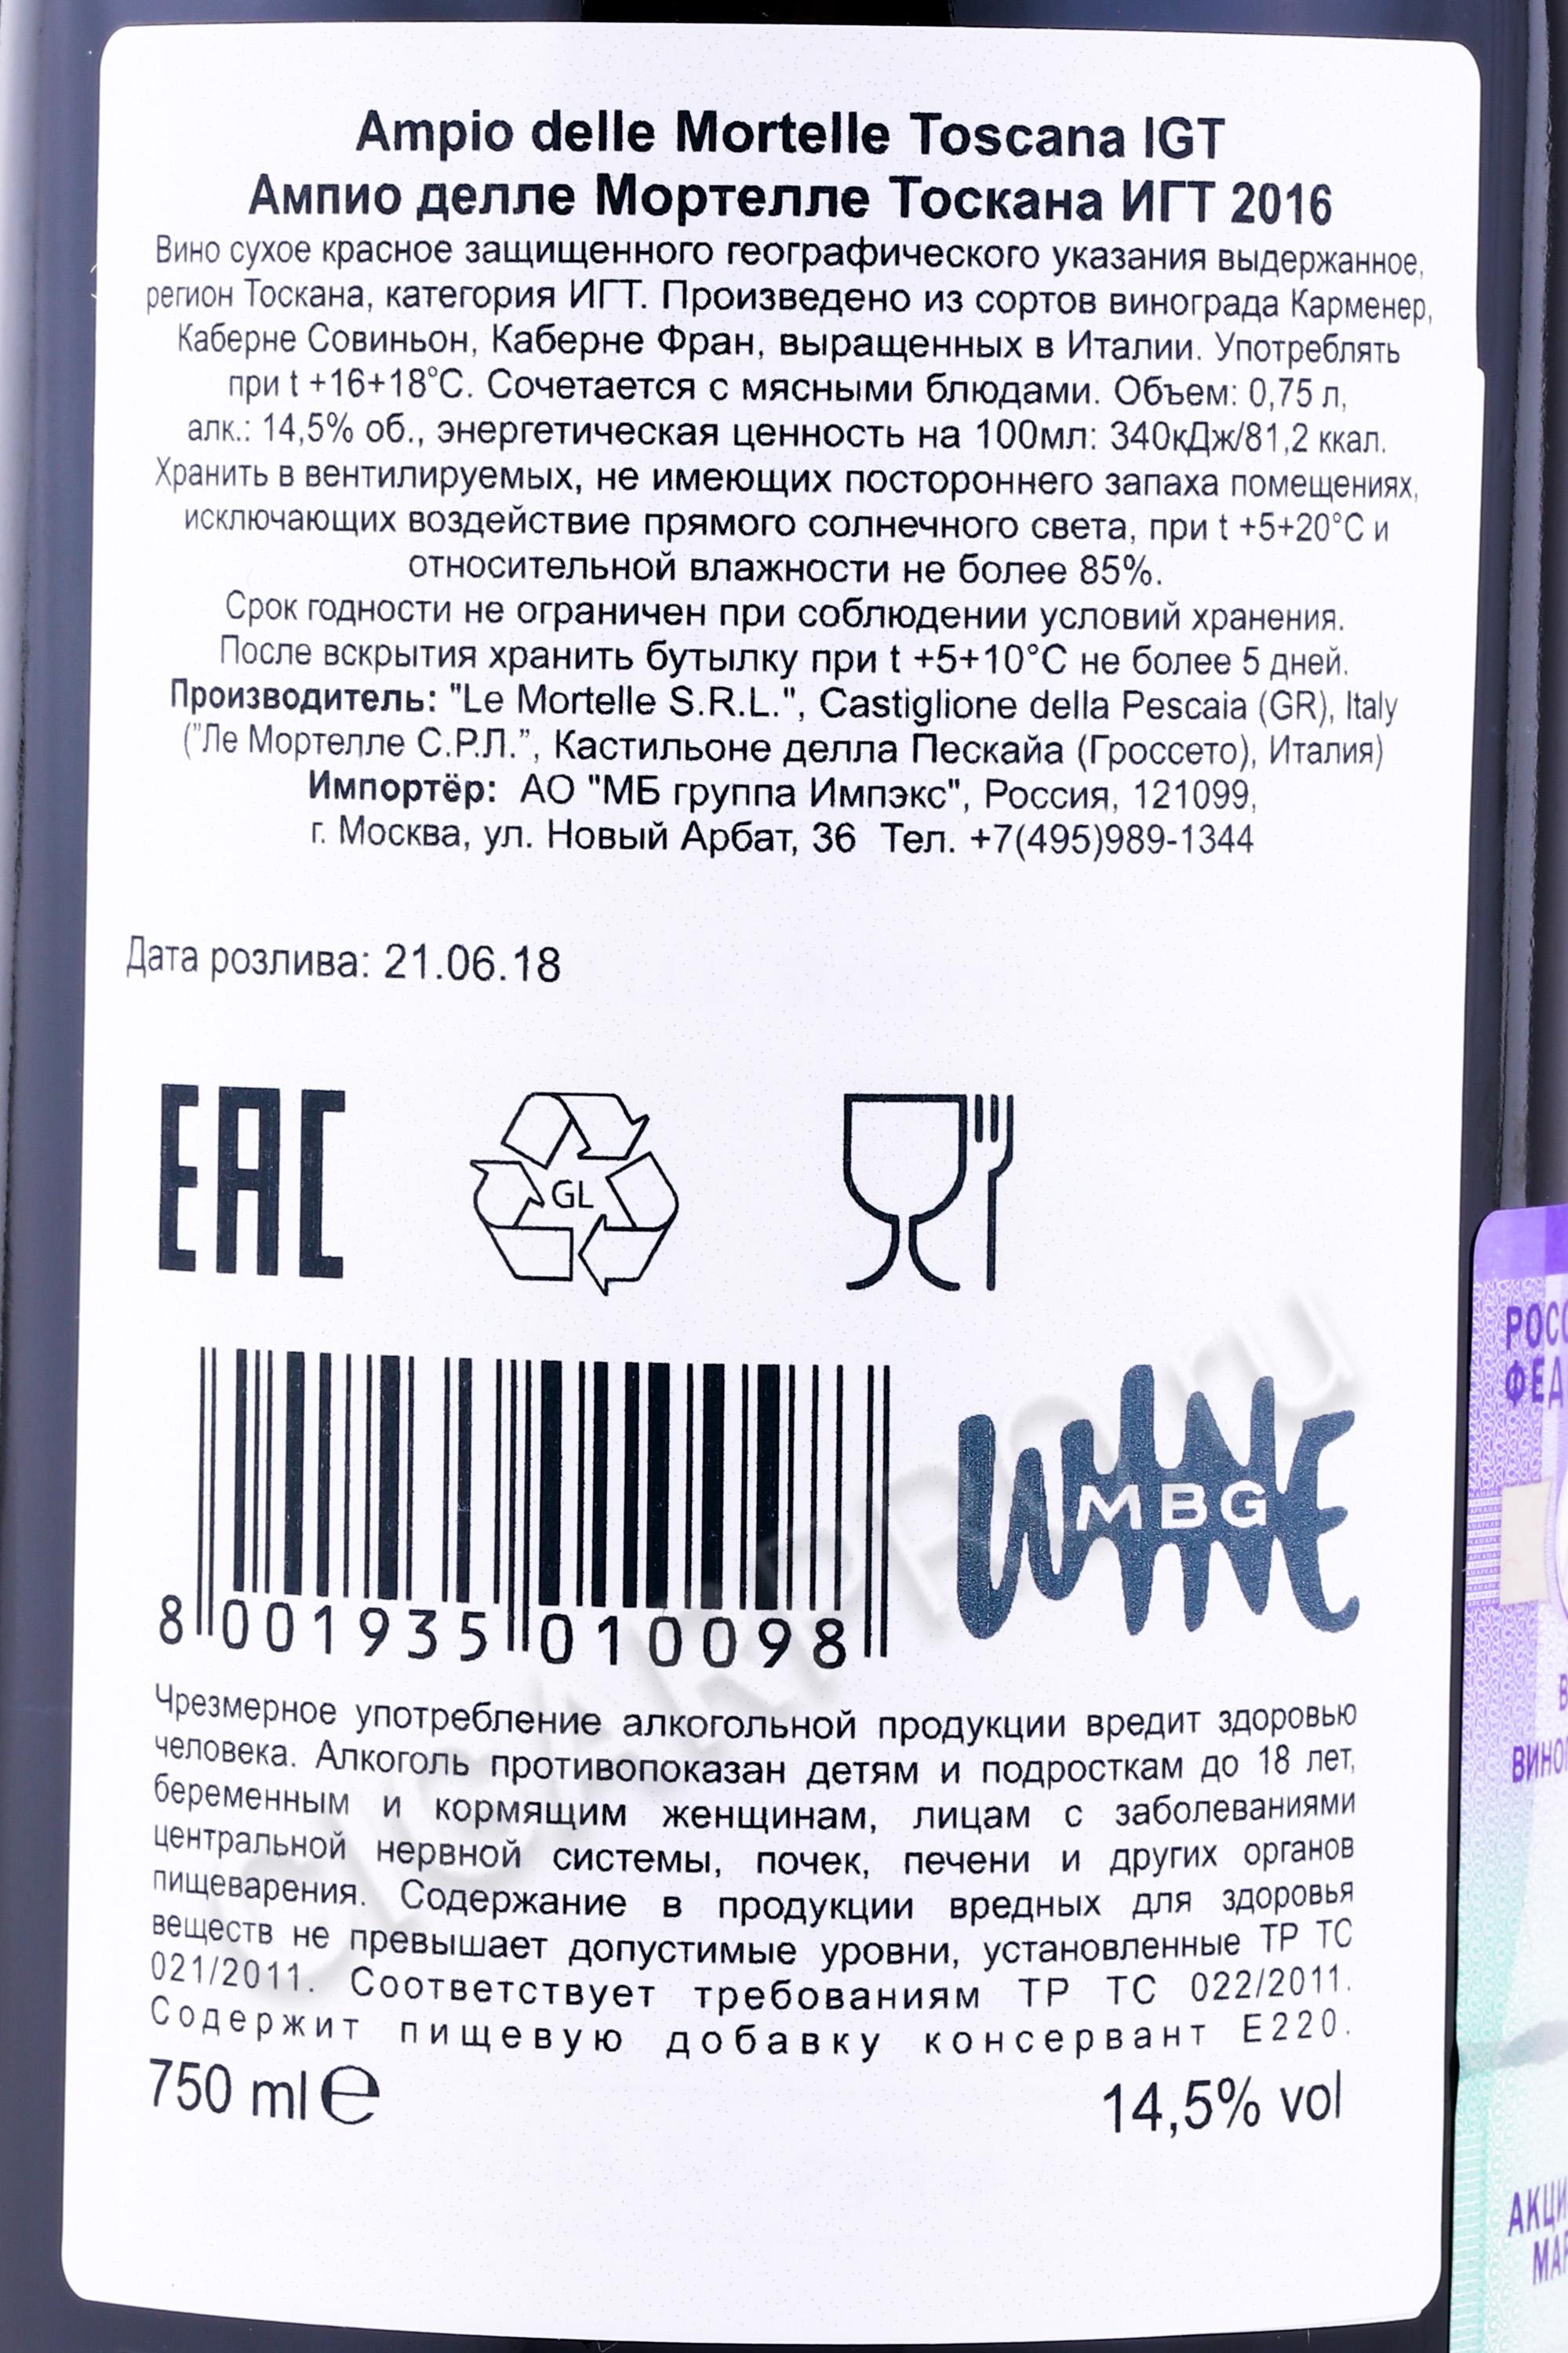 Ampio delle Mortelle Toscana IGT
Ампио делле Мортелле Тоскана ИГТ 2016
Вино сухое красное защищенного географического указания выдержанное,
регион Тоскана, категория ИГТ. Произведено из сортов винограда Карменер,
Каберне Совиньон, Каберне Фран, выращенных в Италии. Употреблять
при t +16+18°С. Сочетается с мясными блюдами. Объем: 0,75 л,
алк.: 14,5% об., энергетическая ценность на 100мл: 340кДж/81,2 ккал.
Хранить в вентилируемых, не имеющих постороннего запаха помещениях,
исключающих воздействие прямого солнечного света, при t +5+20°С и
относительной влажности не более 85%.
Срок годности не ограничен при соблюдении условий хранения.
После вскрытия хранить бутылку при t +5+10°С не более 5 дней.
Производитель: "Le Mortelle S.R.L.", Castiglione della Pescaia (GR), Italy
("Ле Мортелле С.Р.Л.”, Кастильоне делла Пескайа (Гроссето), Италия)
Импортёр: АО "МБ группа Импэкс", Россия, 121099,
г. Москва, ул. Новый Арбат, 36 Тел. +7(495)989-1344
Дата розлива: 21.06.18
EAC
GL
8 001935 010098
WINE
MBG
CIGARPRO.ru
Чрезмерное употребление алкогольной продукции вредит здоровью
человека. Алкоголь противопоказан детям и подросткам до 18 лет,
беременным и кормящим женщинам, лицам с заболеваниями
центральной нервной системы, почек, печени и других органов
пищеварения. Содержание в продукции вредных для здоровья
веществ не превышает допустимые уровни, установленные ТР ТС
021/2011. Соответствует требованиям ТР ТС 022/2011.
Содержит пищевую добавку консервант Е220.
750 ml e
14,5% vol